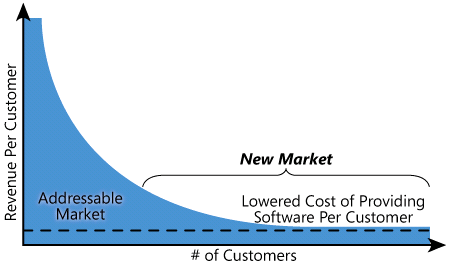 Revenue Per Customer
New Market
Addressable
Market
Lowered Cost of Providing
Software Per Customer
# of Customers